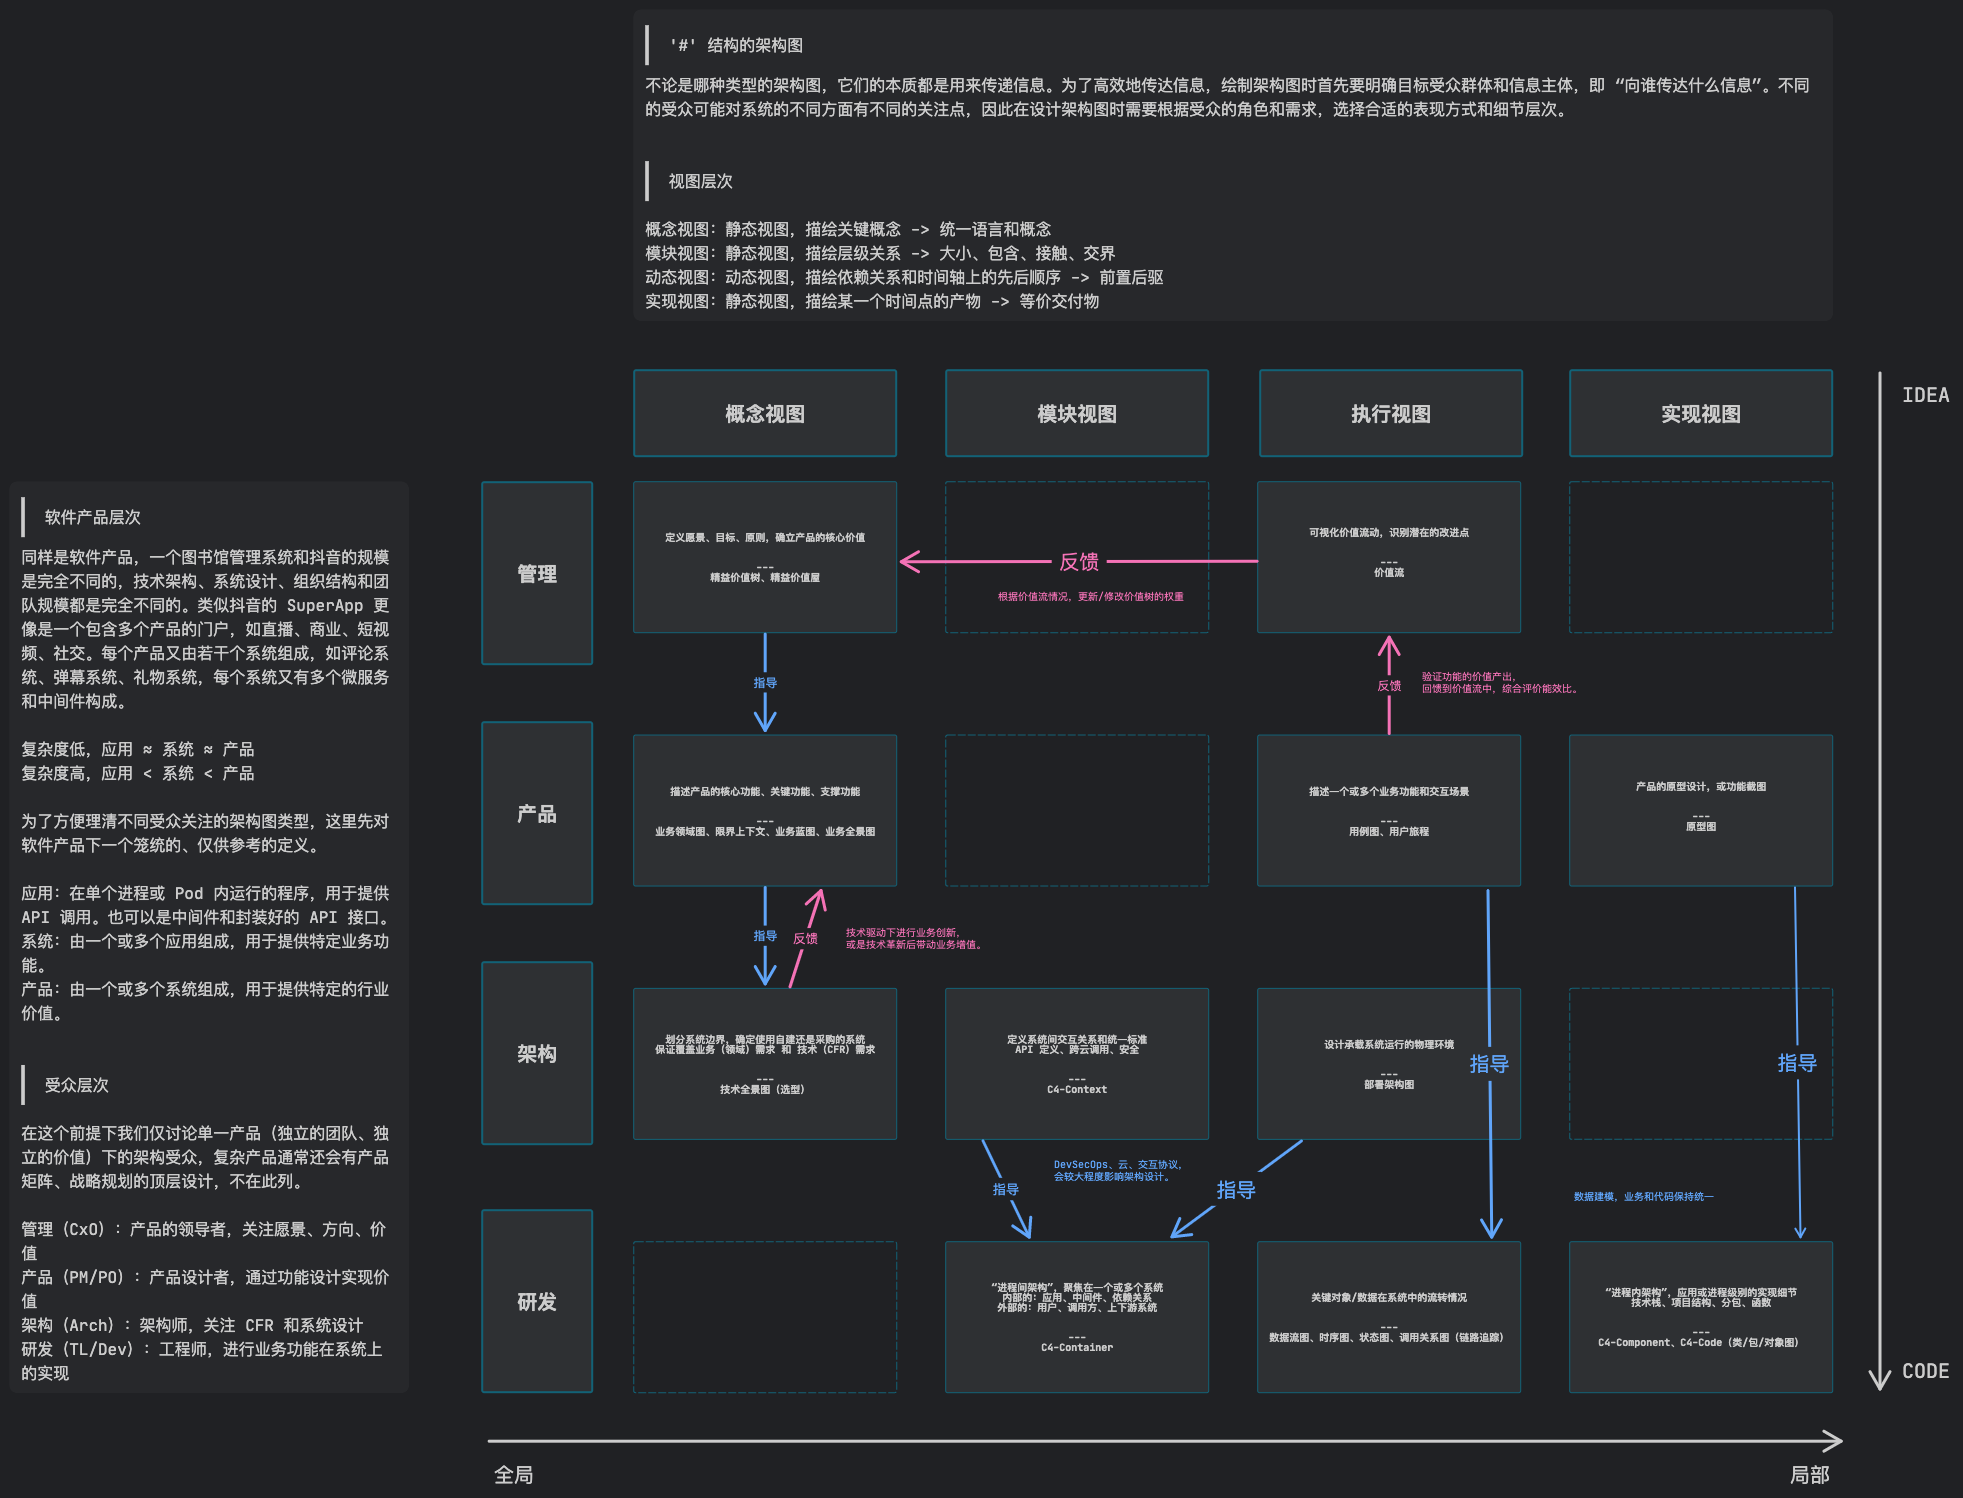 '#' 结构的架构图
不论是哪种类型的架构图，它们的本质都是用来传递信息。为了高效地传达信息，绘制架构图时首先要明确目标受众群体和信息主体，即 “向谁传达什么信息”。不同
的受众可能对系统的不同方面有不同的关注点，因此在设计架构图时需要根据受众的角色和需求，选择合适的表现方式和细节层次。
视图层次
概念视图：静态视图，描绘关键概念 -> 统一语言和概念
模块视图：静态视图，描绘层级关系 -> 大小、包含、接触、交界
动态视图：动态视图，描绘依赖关系和时间轴上的先后顺序 -> 前置后驱
实现视图：静态视图，描绘某一个时间点的产物 -> 等价交付物
概念视图
模块视图
执行视图
实现视图
IDEA
软件产品层次
同样是软件产品，一个图书馆管理系统和抖音的规模
是完全不同的，技术架构、系统设计、组织结构和团
队规模都是完全不同的。类似抖音的 SuperApp 更
像是一个包含多个产品的门户，如直播、商业、短视
频、社交。每个产品又由若干个系统组成，如评论系
统、弹幕系统、礼物系统，每个系统又有多个微服务
和中间件构成。
复杂度低，应用 ≈ 系统 ≈ 产品
复杂度高，应用 < 系统 < 产品
为了方便理清不同受众关注的架构图类型，这里先对
软件产品下一个笼统的、仅供参考的定义。
应用：在单个进程或 Pod 内运行的程序，用于提供
API 调用。也可以是中间件和封装好的 API 接口。
系统：由一个或多个应用组成，用于提供特定业务功
能。
产品：由一个或多个系统组成，用于提供特定的行业
价值。
受众层次
在这个前提下我们仅讨论单一产品（独立的团队、独
立的价值）下的架构受众，复杂产品通常还会有产品
矩阵、战略规划的顶层设计，不在此列。
管理（CxO）：产品的领导者，关注愿景、方向、价
值
产品（PM/PO）：产品设计者，通过功能设计实现价
值
架构（Arch）：架构师，关注 CFR 和系统设计
研发（TL/Dev）：工程师，进行业务功能在系统上
的实现
管理
定义愿景、目标、原则，确立产品的核心价值
---
精益价值树、精益价值屋
反馈
根据价值流情况，更新/修改价值树的权重
可视化价值流动，识别潜在的改进点
---
价值流
指导
反馈
验证功能的价值产出，
回馈到价值流中，综合评价能效比。
产品
描述产品的核心功能、关键功能、支撑功能
---
业务领域图、限界上下文、业务蓝图、业务全景图
描述一个或多个业务功能和交互场景
---
用例图、用户旅程
产品的原型设计，或功能截图
---
原型图
指导
反馈
技术驱动下进行业务创新，
或是技术革新后带动业务增值。
架构
划分系统边界，确定使用自建还是采购的系统
保证覆盖业务（领域）需求 和 技术（CFR）需求
---
技术全景图（选型）
定义系统间交互关系和统一标准
API 定义、跨云调用、安全
---
C4-Context
设计承载系统运行的物理环境
---
部署架构图
指导
指导
指导
DevSecOps、云、交互协议，
会较大程度影响架构设计。
指导
数据建模，业务和代码保持统一
研发
“进程间架构”，聚焦在一个或多个系统
内部的：应用、中间件、依赖关系
外部的：用户、调用方、上下游系统
---
C4-Container
关键对象/数据在系统中的流转情况
---
数据流图、时序图、状态图、调用关系图（链路追踪）
“进程内架构”，应用或进程级别的实现细节
技术栈、项目结构、分包、函数
---
C4-Component、C4-Code（类/包/对象图）
CODE
全局
局部